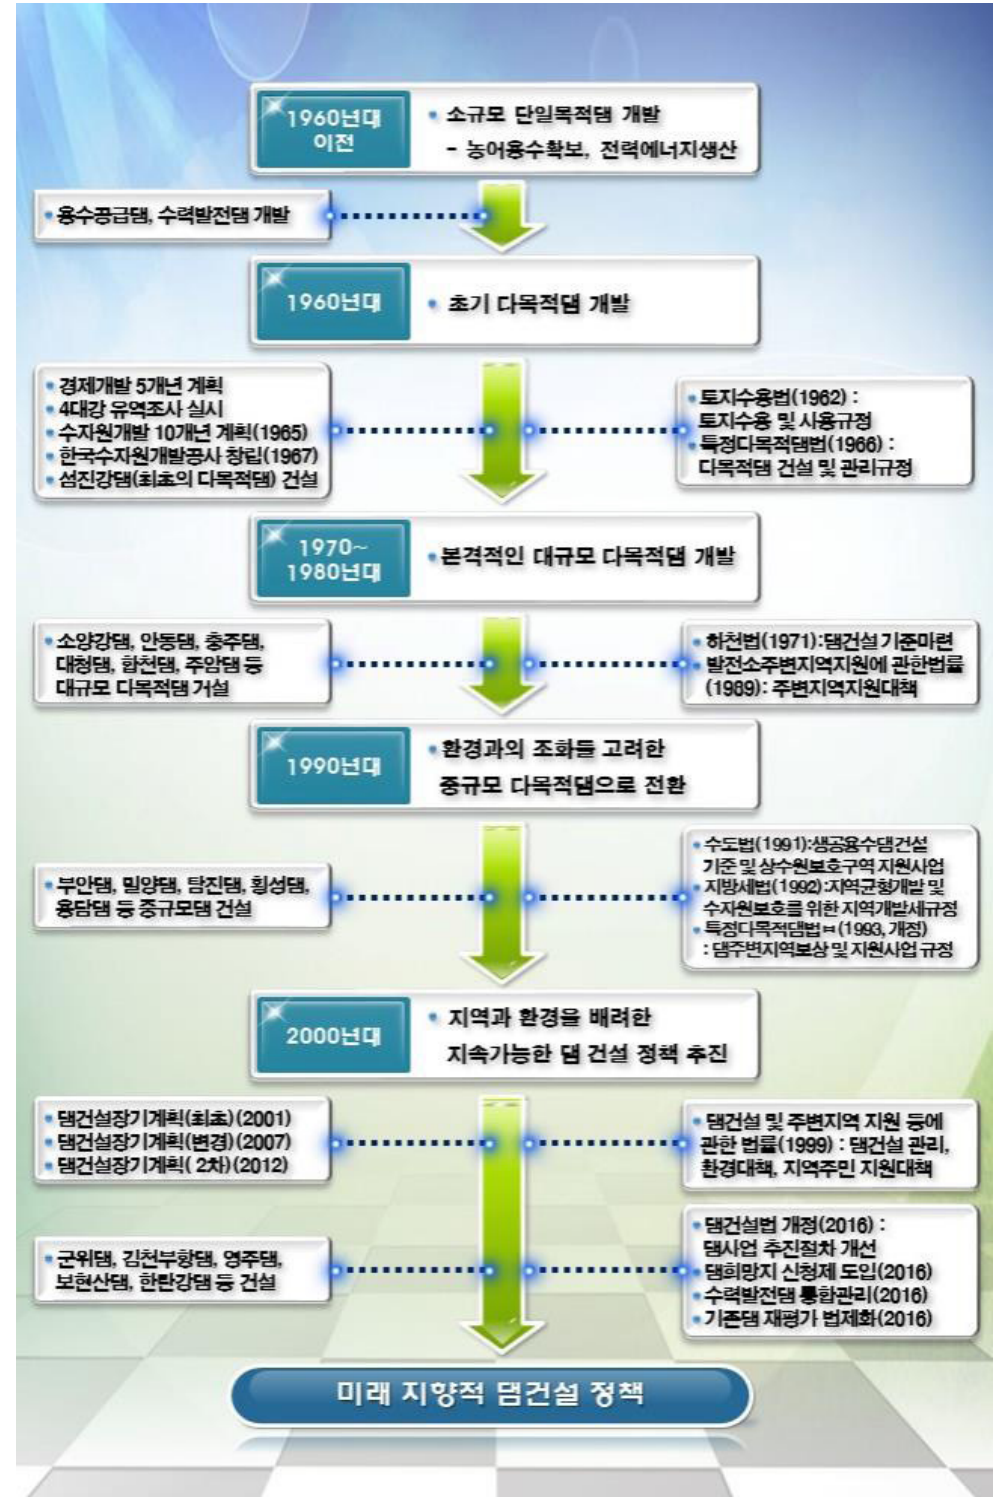 1960년대
이전
• 소규모 단일목적댐 개발
- 농어용수확보, 전력에너지생산
• 용수공급댐, 수력발전댐 개발
1960년대
• 초기 다목적댐 개발
• 경제개발 5개년 계획
• 4대강 유역조사 실시
• 수자원개발 10개년 계획(1965)
• 한국수자원개발공사 창립(1967)
• 섬진강댐(최초의 다목적댐) 건설
• 토지수용법(1962) :
토지수용 및 사용규정
• 특정다목적댐법(1966) :
다목적댐 건설 및 관리규정
1970~
1980년대
• 본격적인 대규모 다목적댐 개발
• 소양강댐, 안동댐, 충주댐,
대청댐, 합천댐, 주암댐 등
대규모 다목적댐 거설
• 하천법(1971):댐건설 기준마련
• 발전소주변지역지원에 관한법률
(1989): 주변지역지원대책
1990년대
• 환경과의 조화들 고려한
중규모 다목적댐으로 전환
• 부안댐, 밀양댐, 탐진댐, 횡성댐,
용담댐 등 중규모댐 건설
• 수도법(1991):생공용수댐건설
기준 및 상수원보호구역 지원사업
• 지방세법(1992):지역균형개발 및
수자원보호를 위한 지역개발세규정
• 특정다목적댐법ㅂ(1993, 개정)
: 댐주변지역보상 및 지원사업 규정
2000년대
• 지역과 환경을 배려한
지속가능한 댐 건설 정책 추진
• 댐건설장기계획(최초)(2001)
• 댐건설장기계획(변경)(2007)
• 댐건설장기계획( 2차)(2012)
• 댐건설 및 주변지역 지원 등에
관한 법률(1999) : 댐건설 관리,
환경대책, 지역주민 지원대책
• 군위댐, 김천부항댐, 영주댐,
보현산댐, 한탄강댐 등 건설
• 댐건설법 개정(2016) :
댐사업 추진절차 개선
• 댐희망지 신청제 도입(2016)
• 수력발전댐 통합관리(2016)
• 기존댐 재평가 법제화(2016)
미래 지향적 댐건설 정책